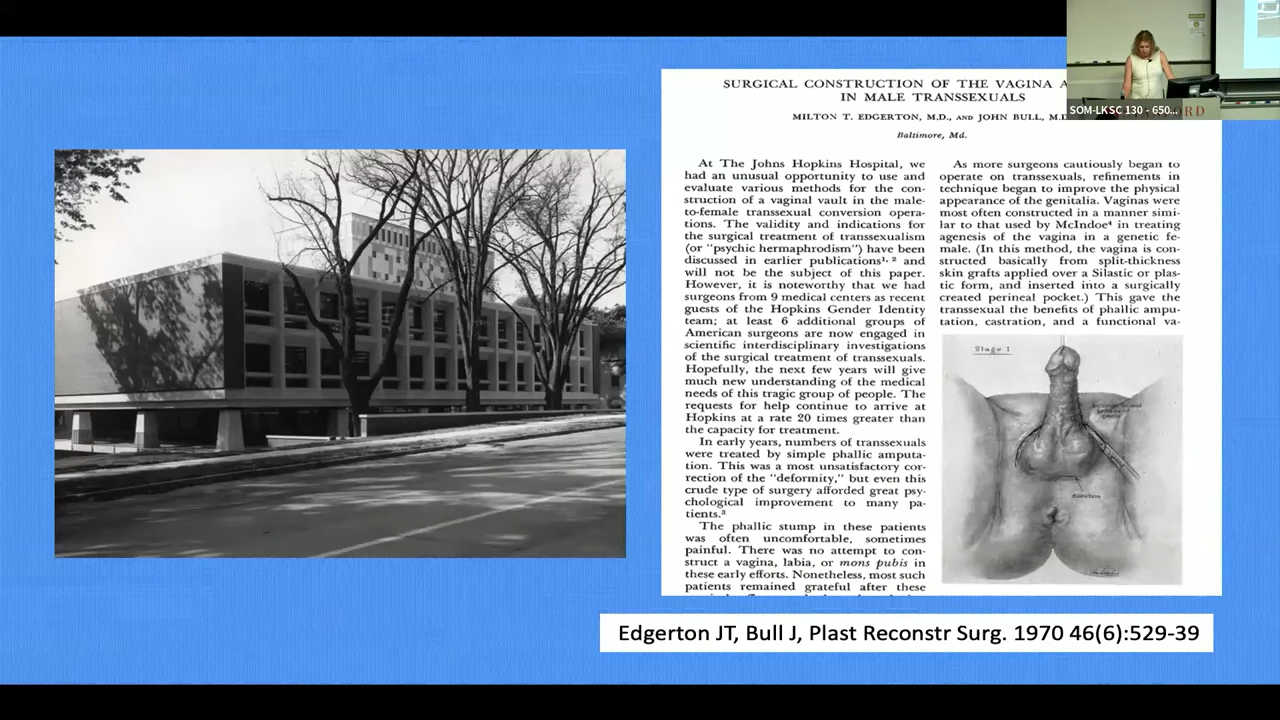 SURGICAL CONSTRUCTION OF THE VAGINA A
IN MALE TRANSSEXUALS
MILTON T. EDGERTON, M.D., AND JOHN BULL, M.D
Baltimore, Md.
At The Johns Hopkins Hospital, we
had an unusual opportunity to use and
evaluate various methods for the con-
struction of a vaginal vault in the male-
to-female transsexual conversion opera-
tions. The validity and indications for
the surgical treatment of transsexualism
(or "psychic hermaphrodism") have been
discussed in earlier publications¹, ² and
will not be the subject of this paper.
However, it is noteworthy that we had
surgeons from 9 medical centers as recent
guests of the Hopkins Gender Identity
team; at least 6 additional groups of
American surgeons are now engaged in
scientific interdisciplinary investigations
of the surgical treatment of transsexuals.
Hopefully, the next few years will give
much new understanding of the medical
needs of this tragic group of people. The
requests for help continue to arrive at
Hopkins at a rate 20 times greater than
the capacity for treatment.
In early years, numbers of transsexuals
were treated by simple phallic amputa-
tion. This was a most unsatisfactory cor-
rection of the "deformity," but even this
crude type of surgery afforded great psy-
chological improvement to many pa-
tients.³
The phallic stump in these patients
was often uncomfortable, sometimes
painful. There was no attempt to con-
struct a vagina, labia, or mons pubis in
these early efforts. Nonetheless, most such
patients remained grateful after these
As more surgeons cautiously began to
operate on transsexuals, refinements in
technique began to improve the physical
appearance of the genitalia. Vaginas were
most often constructed in a manner simi-
lar to that used by McIndoe⁴ in treating
agenesis of the vagina in a genetic fe-
male. (In this method, the vagina is con-
structed basically from split-thickness
skin grafts applied over a Silastic or plas-
tic form, and inserted into a surgically
created perineal pocket.) This gave the
transsexual the benefits of phallic ampu-
tation, castration, and a functional va-
Stage I
Edgerton JT, Bull J, Plast Reconstr Surg. 1970 46(6):529-39
SOM-LKSC 130 - 650...
RD